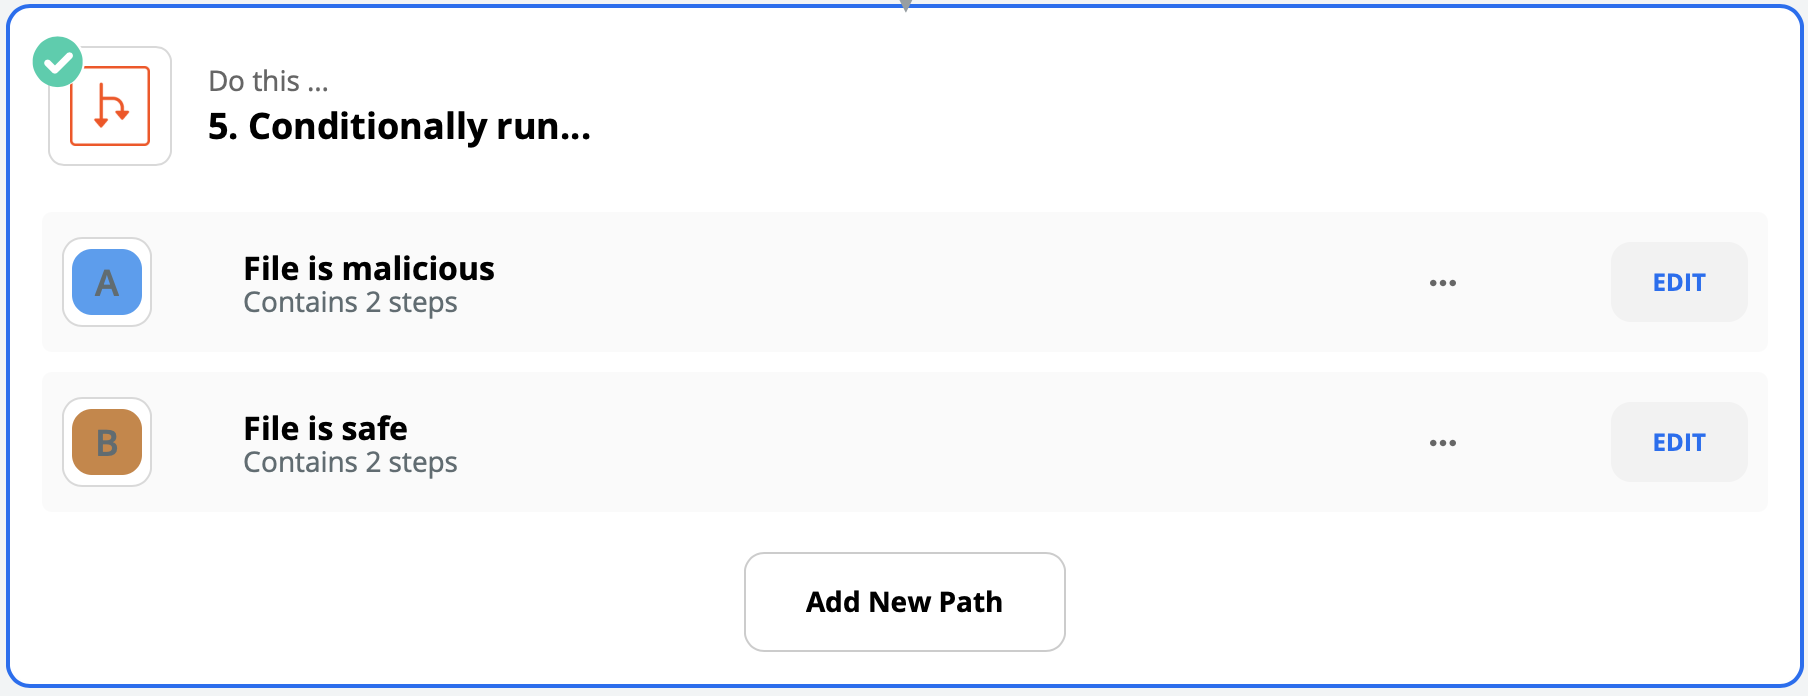 Do this ...
5. Conditionally run...
A
File is malicious
Contains 2 steps
EDIT
B
File is safe
Contains 2 steps
EDIT
Add New Path